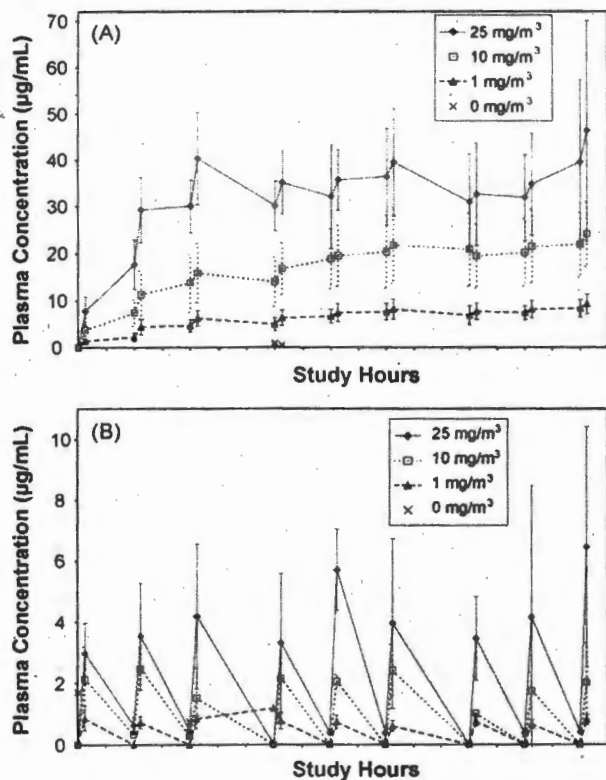 (A)
Plasma Concentration (µg/mL)
70
60
50
40
30
20
10
0
25 mg/m³
10 mg/m³
1 mg/m³
0 mg/m³
Study Hours
(B)
Plasma Concentration (µg/mL)
10
8
6
4
2
0
25 mg/m³
10 mg/m³
1 mg/m³
0 mg/m³
Study Hours